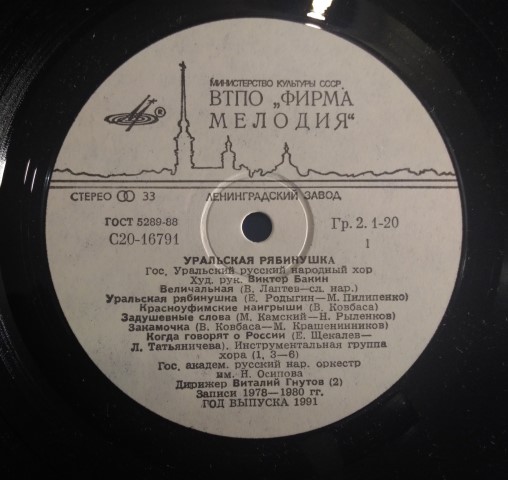 МИНИСТЕРСТВО КУЛЬТУРЫ СССР
ВТПО „ФИРМА
МЕЛОДИЯ“
СТЕРЕО 33 ЛЕНИНГРАДСКИЙ ЗАВОД
ГОСТ 5289-88 Гр. 2. 1-20
С20-16791 1
УРАЛЬСКАЯ РЯБИНУШКА
Гос. Уральский русский народный хор
Худ. рук. Виктор Бакин
Величальная (В. Лаптев—сл. нар.)
Уральская рябинушка (Е. Родыгин—М. Пилипенко)
Красноуфимские наигрыши (В. Ковбаса)
Задушевные слова (М. Камский—Н. Рыленков)
Закамочка (В. Ковбаса—М. Крашенинников)
Когда говорят о России (Е. Щекалев—
Л. Татьяничева). Инструментальная группа
хора (1, 3—6)
Гос. академ. русский нар. оркестр
им. Н. Осипова
Дирижер Виталий Гнутов (2)
Записи 1978—1980 гг.
ГОД ВЫПУСКА 1991